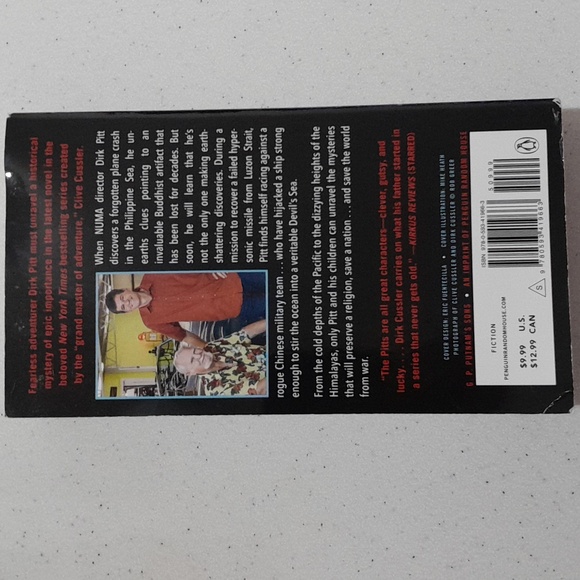 Fearless adventurer Dirk Pitt must unravel a historical
mystery of epic importance in the latest novel in the
beloved New York Times bestselling series created
by the "grand master of adventure," Clive Cussler.
When NUMA director Dirk Pitt
discovers a forgotten plane crash
in the Philippine Sea, he un-
earths clues pointing to an
invaluable Buddhist artifact that
has been lost for decades. But
soon, he will learn that he's
not the only one making earth-
shattering discoveries. During a
mission to recover a failed hyper-
sonic missile from Luzon Strait,
Pitt finds himself racing against a
rogue Chinese military team . . . who have hijacked a ship strong
enough to stir the ocean into a veritable Devil's Sea.
From the cold depths of the Pacific to the dizzying heights of the
Himalayas, only Pitt and his children can unravel the mysteries
that will preserve a religion, save a nation . . . and save the world
from war.
"The Pitts are all great characters—clever, gutsy, and
lucky. . . . Dirk Cussler carries on what his father started in
a series that never gets old." —KIRKUS REVIEWS (STARRED)
COVER DESIGN: ERIC FUENTECILLA • COVER ILLUSTRATION: MIKE HEATH
PHOTOGRAPH OF CLIVE CUSSLER AND DIRK CUSSLER © ROB GREER
G. P. PUTNAM'S SONS • AN IMPRINT OF PENGUIN RANDOM HOUSE
ISBN: 978-0-593-41966-3
50999
9 780593 419663
S
FICTION
PENGUINRANDOMHOUSE.COM
$9.99 U.S.
$12.99 CAN